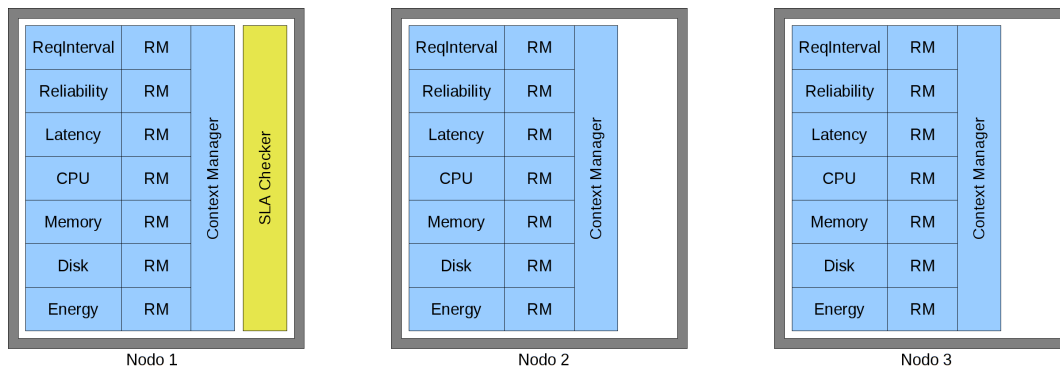 ReqInterval RM
Reliability RM
Latency RM
CPU RM
Memory RM
Disk RM
Energy RM
Context Manager
SLA Checker
Nodo 1
ReqInterval RM
Reliability RM
Latency RM
CPU RM
Memory RM
Disk RM
Energy RM
Context Manager
Nodo 2
ReqInterval RM
Reliability RM
Latency RM
CPU RM
Memory RM
Disk RM
Energy RM
Context Manager
Nodo 3